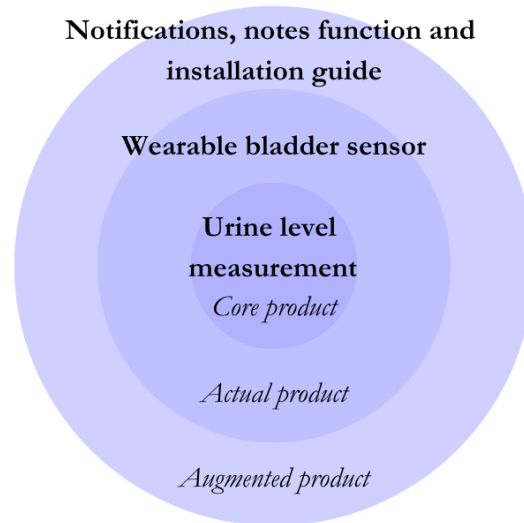 Notifications, notes function and
installation guide
Wearable bladder sensor
Urine level
measurement
Core product
Actual product
Augmented product